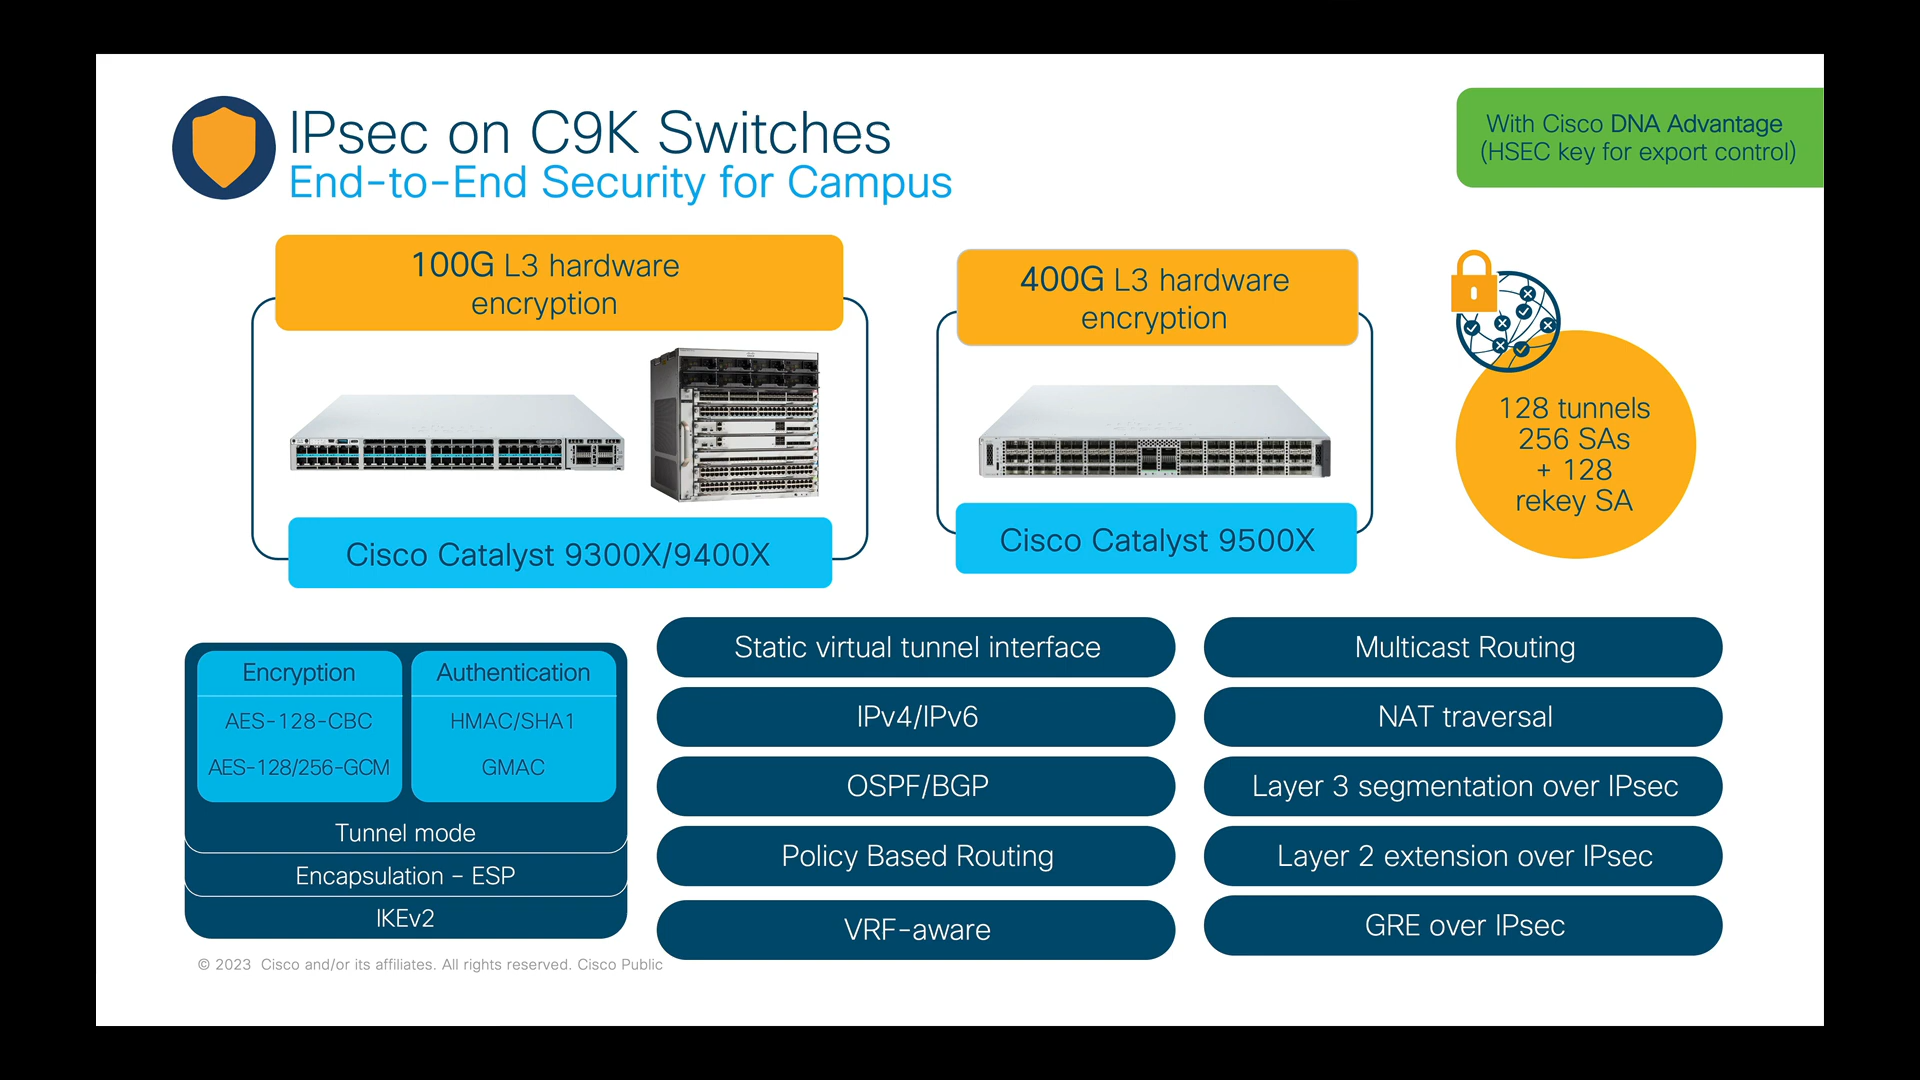 IPsec on C9K Switches
End-to-End Security for Campus
With Cisco DNA Advantage
(HSEC key for export control)
100G L3 hardware
encryption
Cisco Catalyst 9300X/9400X
400G L3 hardware
encryption
Cisco Catalyst 9500X
128 tunnels
256 SAs
+ 128
rekey SA
Encryption
AES-128-CBC
AES-128/256-GCM
Authentication
HMAC/SHA1
GMAC
Tunnel mode
Encapsulation - ESP
IKEv2
Static virtual tunnel interface
IPv4/IPv6
OSPF/BGP
Policy Based Routing
VRF-aware
Multicast Routing
NAT traversal
Layer 3 segmentation over IPsec
Layer 2 extension over IPsec
GRE over IPsec
© 2023 Cisco and/or its affiliates. All rights reserved. Cisco Public